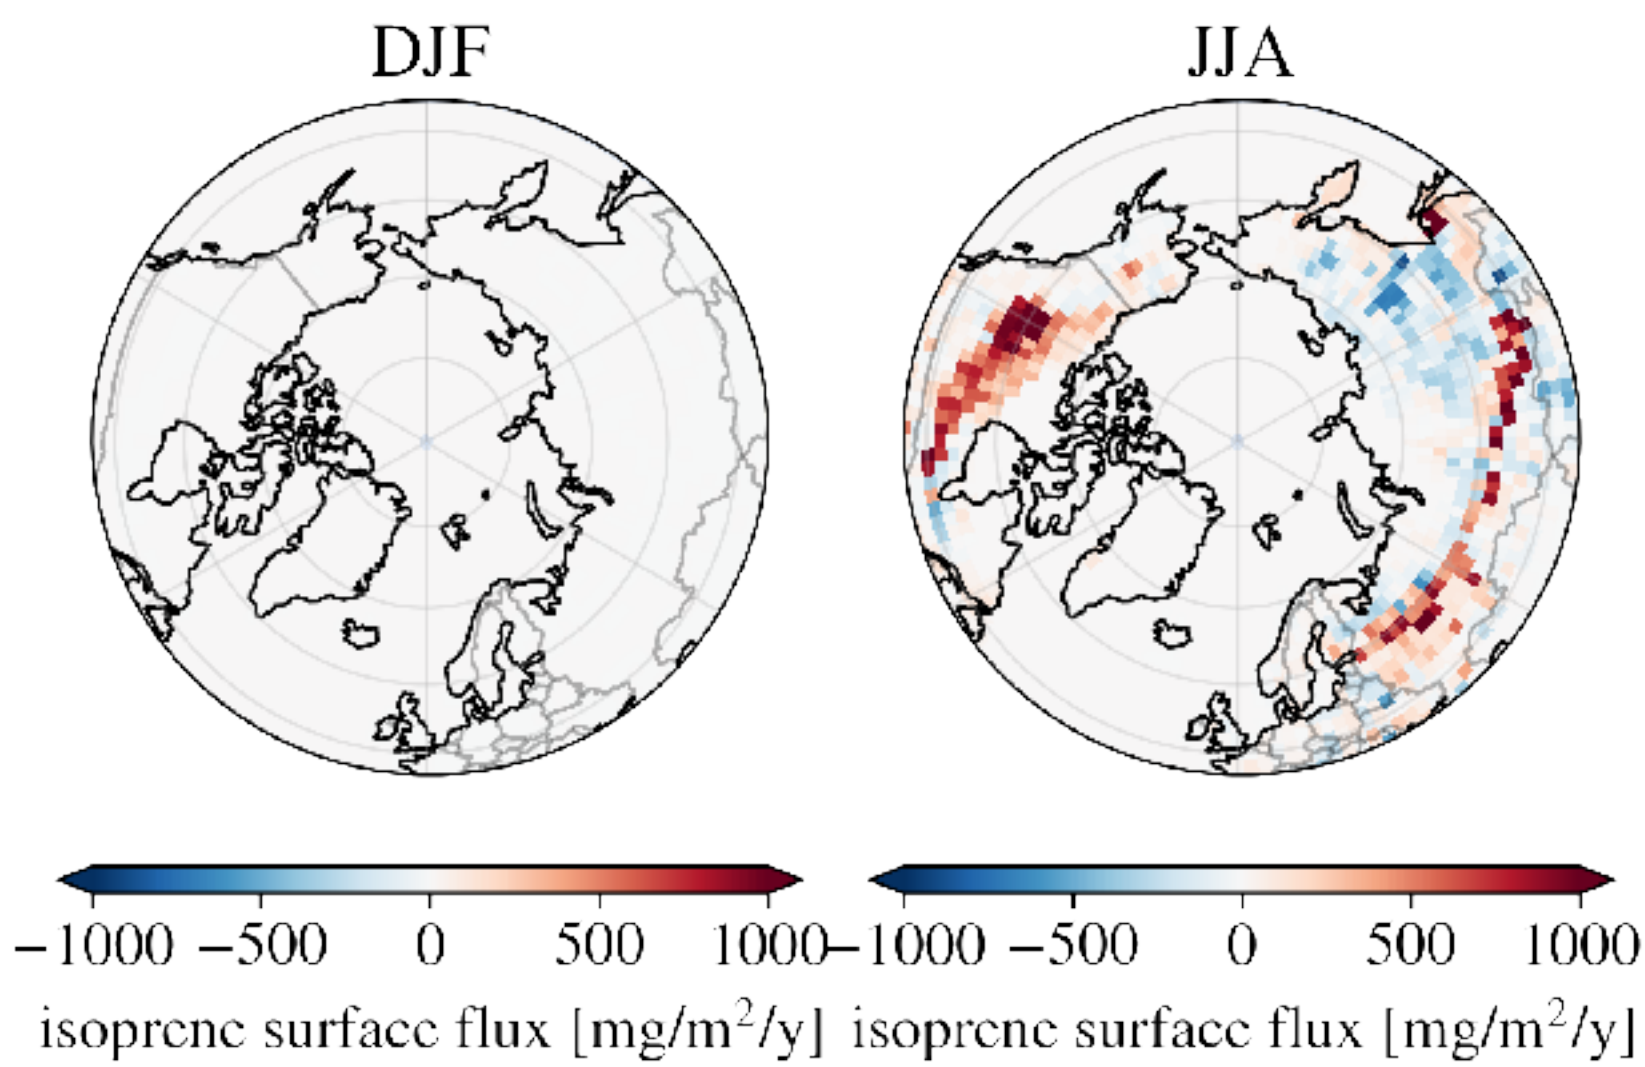 DJF JJA
−1000 −500 0 500 1000 −1000 −500 0 500 1000
isoprene surface flux [mg/m²/y] isoprene surface flux [mg/m²/y]